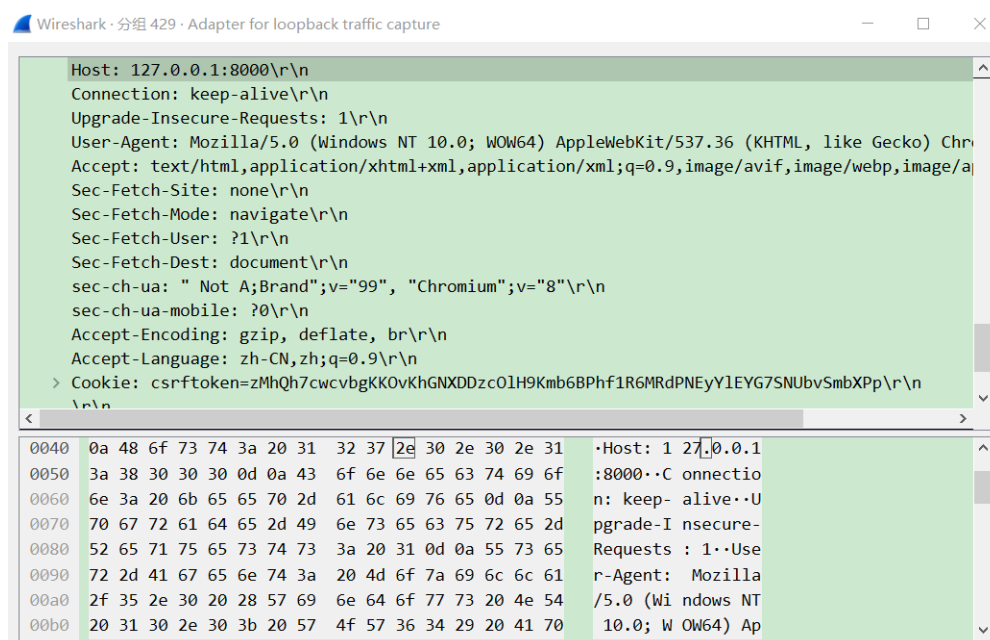 Wireshark · 分组 429 · Adapter for loopback traffic capture
Host: 127.0.0.1:8000\r\n
Connection: keep-alive\r\n
Upgrade-Insecure-Requests: 1\r\n
User-Agent: Mozilla/5.0 (Windows NT 10.0; WOW64) AppleWebKit/537.36 (KHTML, like Gecko) Chr
Accept: text/html,application/xhtml+xml,application/xml;q=0.9,image/avif,image/webp,image/a
Sec-Fetch-Site: none\r\n
Sec-Fetch-Mode: navigate\r\n
Sec-Fetch-User: ?1\r\n
Sec-Fetch-Dest: document\r\n
sec-ch-ua: " Not A;Brand";v="99", "Chromium";v="8"\r\n
sec-ch-ua-mobile: ?0\r\n
Accept-Encoding: gzip, deflate, br\r\n
Accept-Language: zh-CN,zh;q=0.9\r\n
Cookie: csrftoken=zMhQh7cwcvbgKKOvKhGNXDDzcOlH9Kmb6BPhf1R6MRdPNEyYlEYG7SNUbvSmbXPp\r\n
\r\n
0040 0a 48 6f 73 74 3a 20 31 32 37 2e 30 2e 30 2e 31 ·Host: 1 27.0.0.1
0050 3a 38 30 30 30 0d 0a 43 6f 6e 6e 65 63 74 69 6f :8000··C onnectio
0060 6e 3a 20 6b 65 65 70 2d 61 6c 69 76 65 0d 0a 55 n: keep- alive··U
0070 70 67 72 61 64 65 2d 49 6e 73 65 63 75 72 65 2d pgrade-I nsecure-
0080 52 65 71 75 65 73 74 73 3a 20 31 0d 0a 55 73 65 Requests : 1··Use
0090 72 2d 41 67 65 6e 74 3a 20 4d 6f 7a 69 6c 6c 61 r-Agent: Mozilla
00a0 2f 35 2e 30 20 28 57 69 6e 64 6f 77 73 20 4e 54 /5.0 (Wi ndows NT
00b0 20 31 30 2e 30 3b 20 57 4f 57 36 34 29 20 41 70 10.0; W OW64) Ap